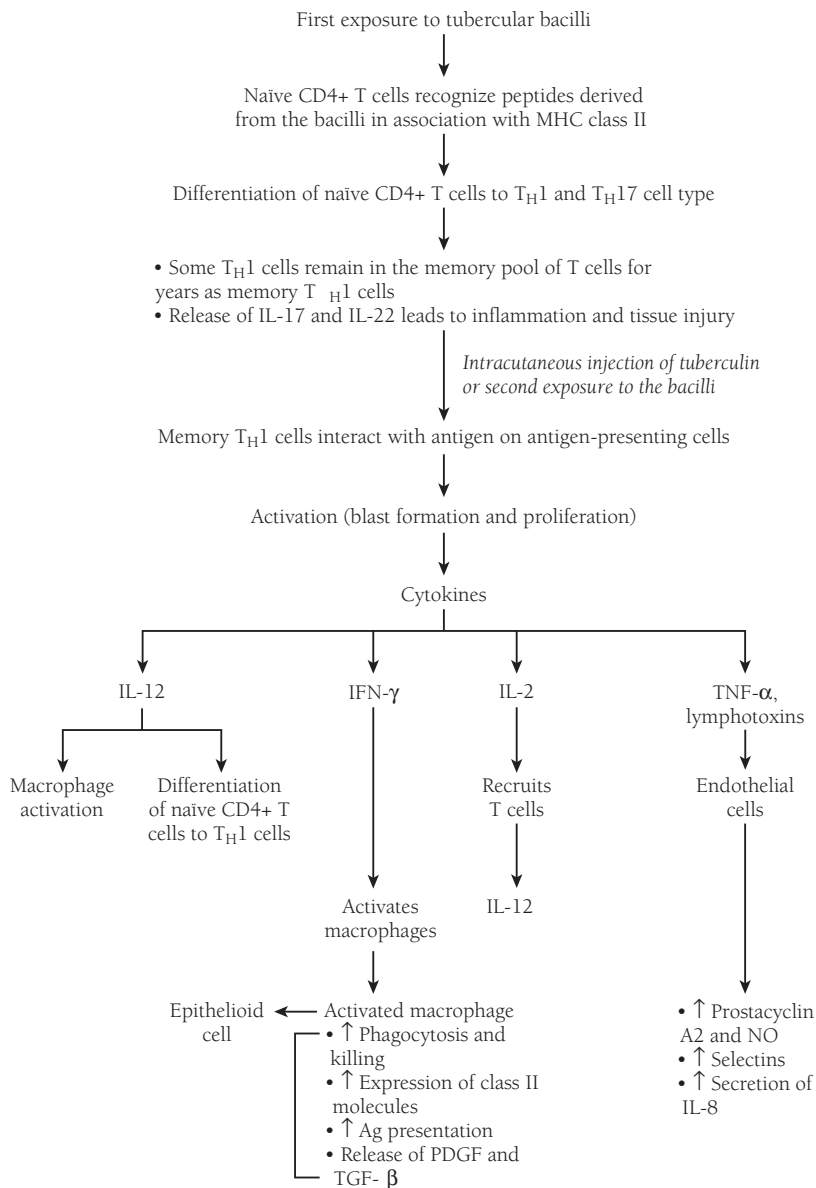 First exposure to tubercular bacilli
Naïve CD4+ T cells recognize peptides derived
from the bacilli in association with MHC class II
Differentiation of naïve CD4+ T cells to TH1 and TH17 cell type
• Some TH1 cells remain in the memory pool of T cells for
years as memory T H1 cells
• Release of IL-17 and IL-22 leads to inflammation and tissue injury
Intracutaneous injection of tuberculin
or second exposure to the bacilli
Memory TH1 cells interact with antigen on antigen-presenting cells
Activation (blast formation and proliferation)
Cytokines
IL-12
IFN-γ
IL-2
TNF-α,
lymphotoxins
Macrophage
activation
Differentiation
of naïve CD4+ T
cells to TH1 cells
Recruits
T cells
Endothelial
cells
Activates
macrophages
IL-12
Epithelioid
cell
Activated macrophage
• ↑ Phagocytosis and
killing
• ↑ Expression of class II
molecules
• ↑ Ag presentation
• Release of PDGF and
TGF- β
• ↑ Prostacyclin
A2 and NO
• ↑ Selectins
• ↑ Secretion of
IL-8